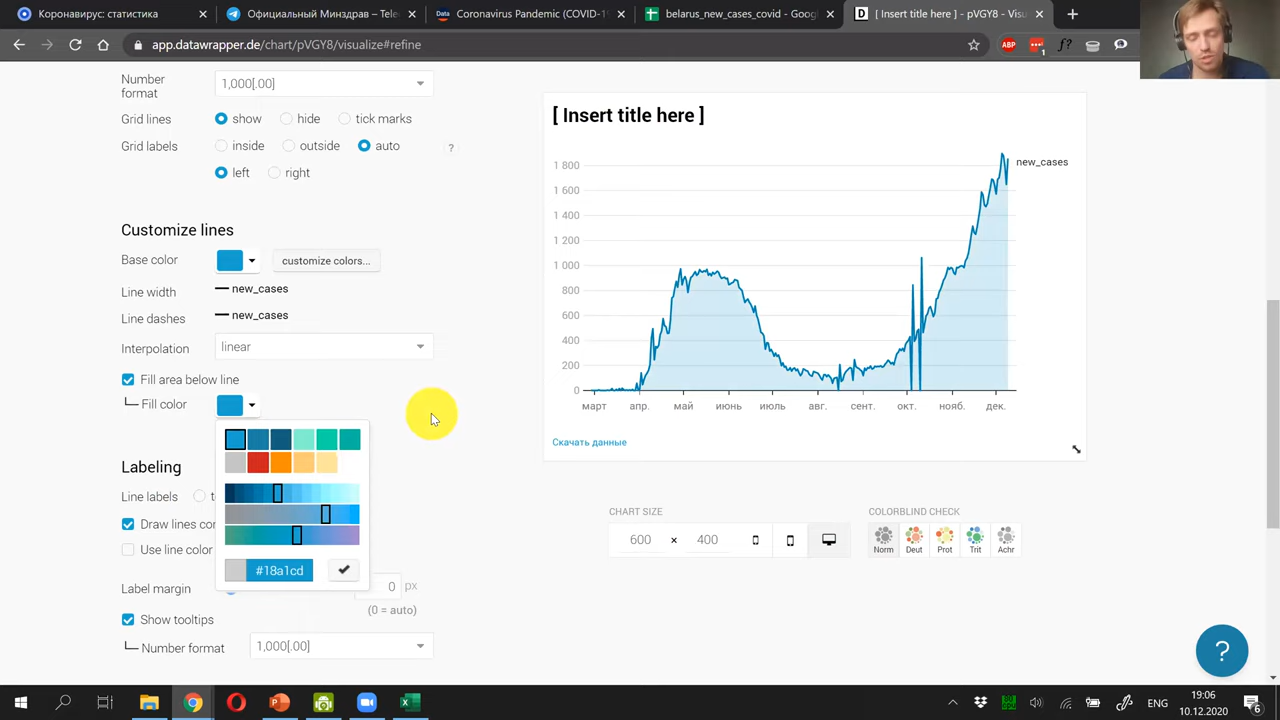 Коронавирус: статистик
Официальный Минздрав – Tele
Data
Coronavirus Pandemic (COVID-1
belarus_new_cases_covid - Goog
D
[ Insert title here ] - pVGY8 - Visu
app.datawrapper.de/chart/pVGY8/visualize#refine
ABP
1
f?
Number
format
1,000[.00]
Grid lines
show
hide
tick marks
Grid labels
inside
outside
auto
?
left
right
Customize lines
Base color
customize colors...
Line width
new_cases
Line dashes
new_cases
Interpolation
linear
Fill area below line
Fill color
#18a1cd
Labeling
Line labels
Draw lines con
Use line color
Label margin
0
px
(0 = auto)
Show tooltips
Number format
1,000[.00]
[ Insert title here ]
1 800
1 600
1 400
1 200
1 000
800
600
400
200
0
new_cases
март
апр.
май
июнь
июль
авг.
сент.
окт.
нояб.
дек.
Скачать данные
CHART SIZE
600
×
400
COLORBLIND CHECK
Norm
Deut
Prot
Trit
Achr
?
ENG
19:06
10.12.2020
6